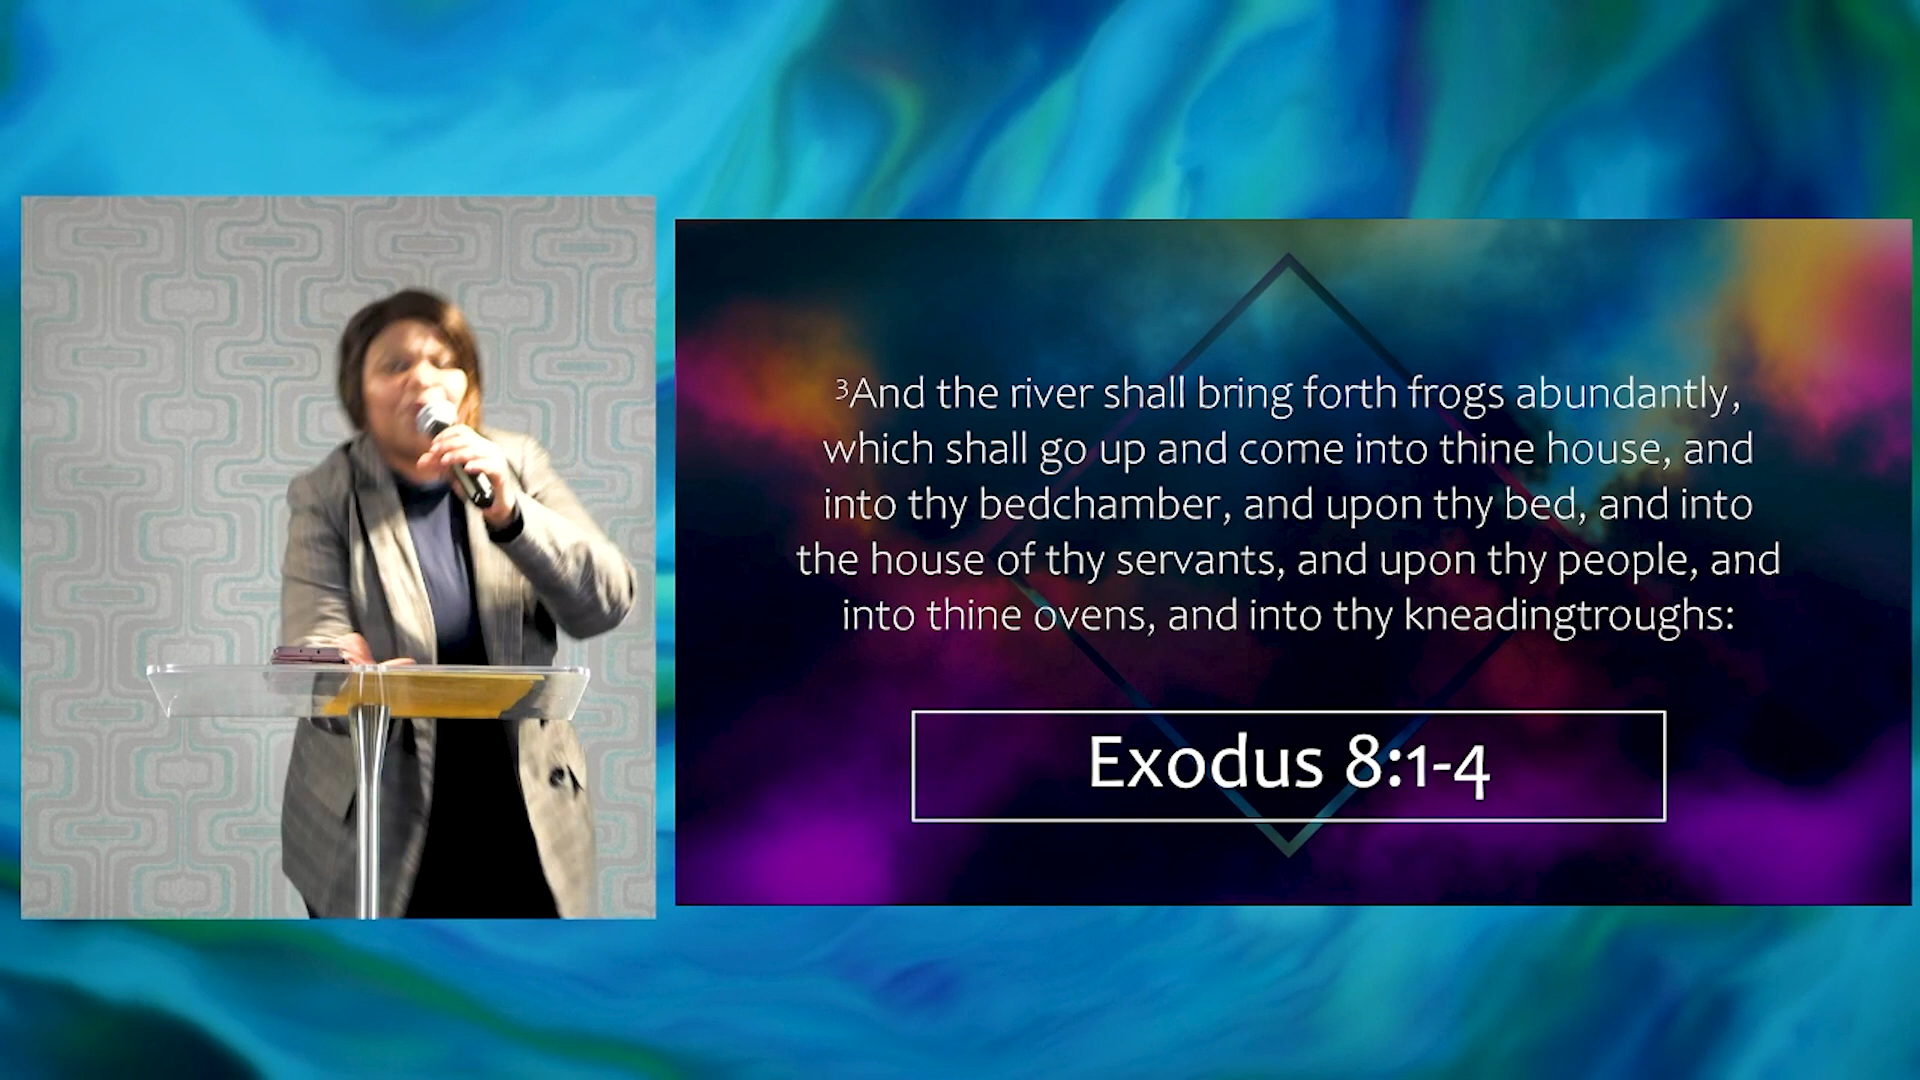 ³And the river shall bring forth frogs abundantly,
which shall go up and come into thine house, and
into thy bedchamber, and upon thy bed, and into
the house of thy servants, and upon thy people, and
into thine ovens, and into thy kneadingtroughs:
Exodus 8:1-4